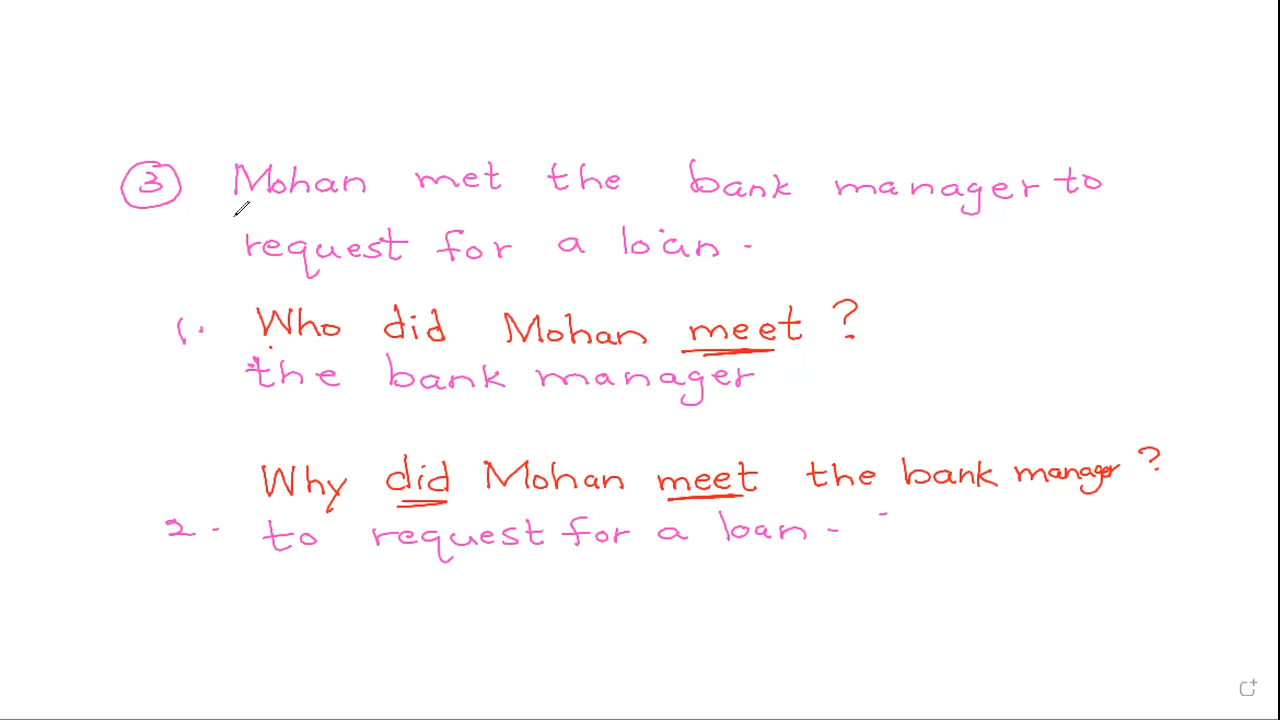 3 Mohan met the bank manager to
request for a loan.
1. Who did Mohan meet ?
the bank manager
Why did Mohan meet the bank manager ?
2. to request for a loan.